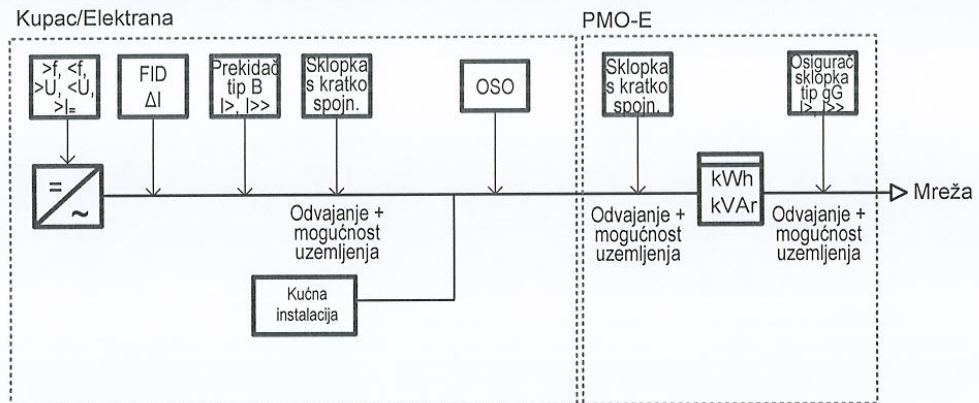 Kupac/Elektrana
PMO-E
>f, <f,
>U, <U,
>I=
FID
ΔI
Prekidač
tip B
I>, I>>
Sklopka
s kratko
spojn.
OSO
Sklopka
s kratko
spojn.
Osigurač
sklopka
tip gG
I>, I>>
=
~
Odvajanje +
mogućnost
uzemljenja
Kućna
instalacija
Odvajanje +
mogućnost
uzemljenja
kWh
kVAr
Odvajanje +
mogućnost
uzemljenja
Mreža